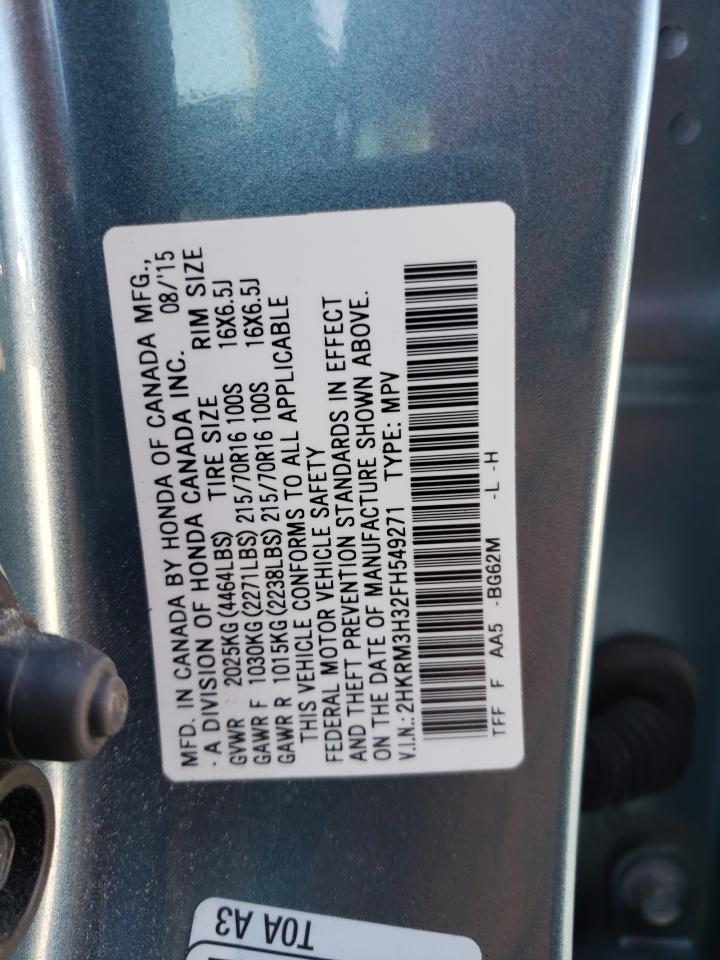 MFD. IN CANADA BY HONDA OF CANADA MFG.,
· A DIVISION OF HONDA CANADA INC. 08/'15
GVWR 2025KG (4464LBS) TIRE SIZE RIM SIZE
GAWR F 1030KG (2271LBS) 215/70R16 100S 16X6.5J
GAWR R 1015KG (2238LBS) 215/70R16 100S 16X6.5J
THIS VEHICLE CONFORMS TO ALL APPLICABLE
FEDERAL MOTOR VEHICLE SAFETY
AND THEFT PREVENTION STANDARDS IN EFFECT
ON THE DATE OF MANUFACTURE SHOWN ABOVE.
V.I.N.: 2HKRM3H32FH549271 TYPE: MPV
TFF F AA5 -BG62M -L -H
T0A A3